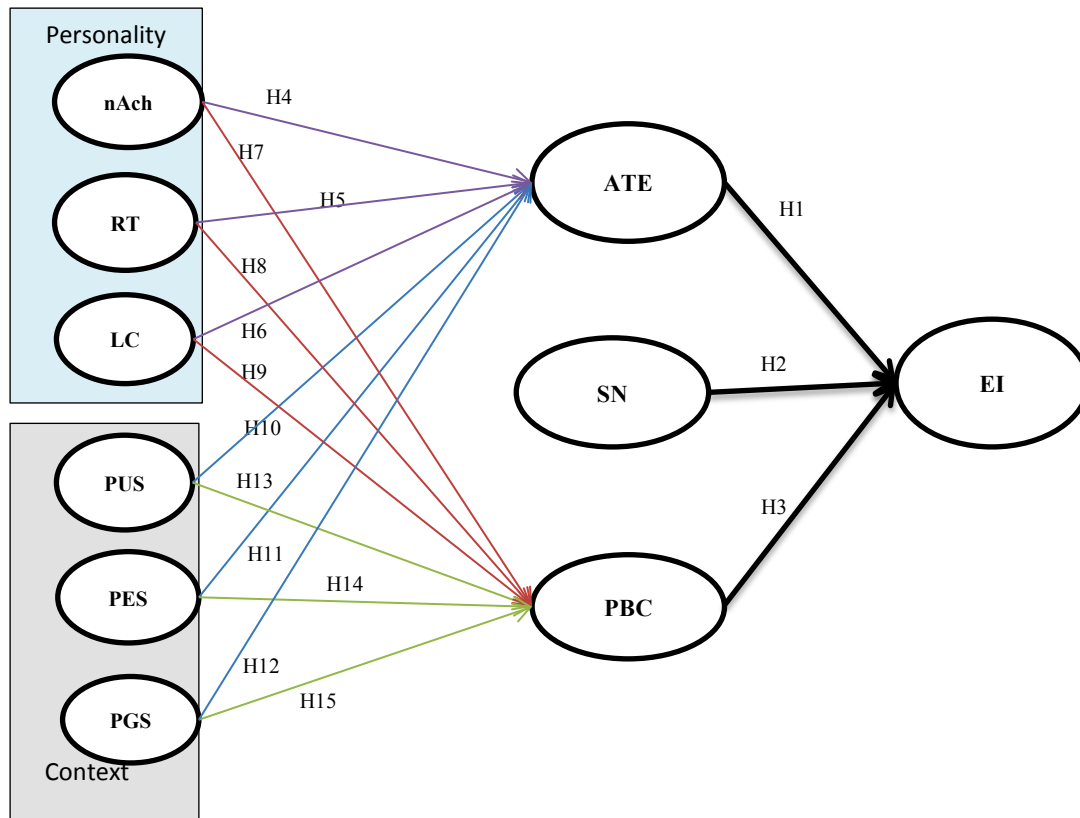 Personality
nAch
RT
LC
PUS
PES
PGS
Context
H4
H7
H5
H8
H6
H9
H10
H13
H11
H14
H12
H15
ATE
SN
PBC
H1
H2
H3
EI